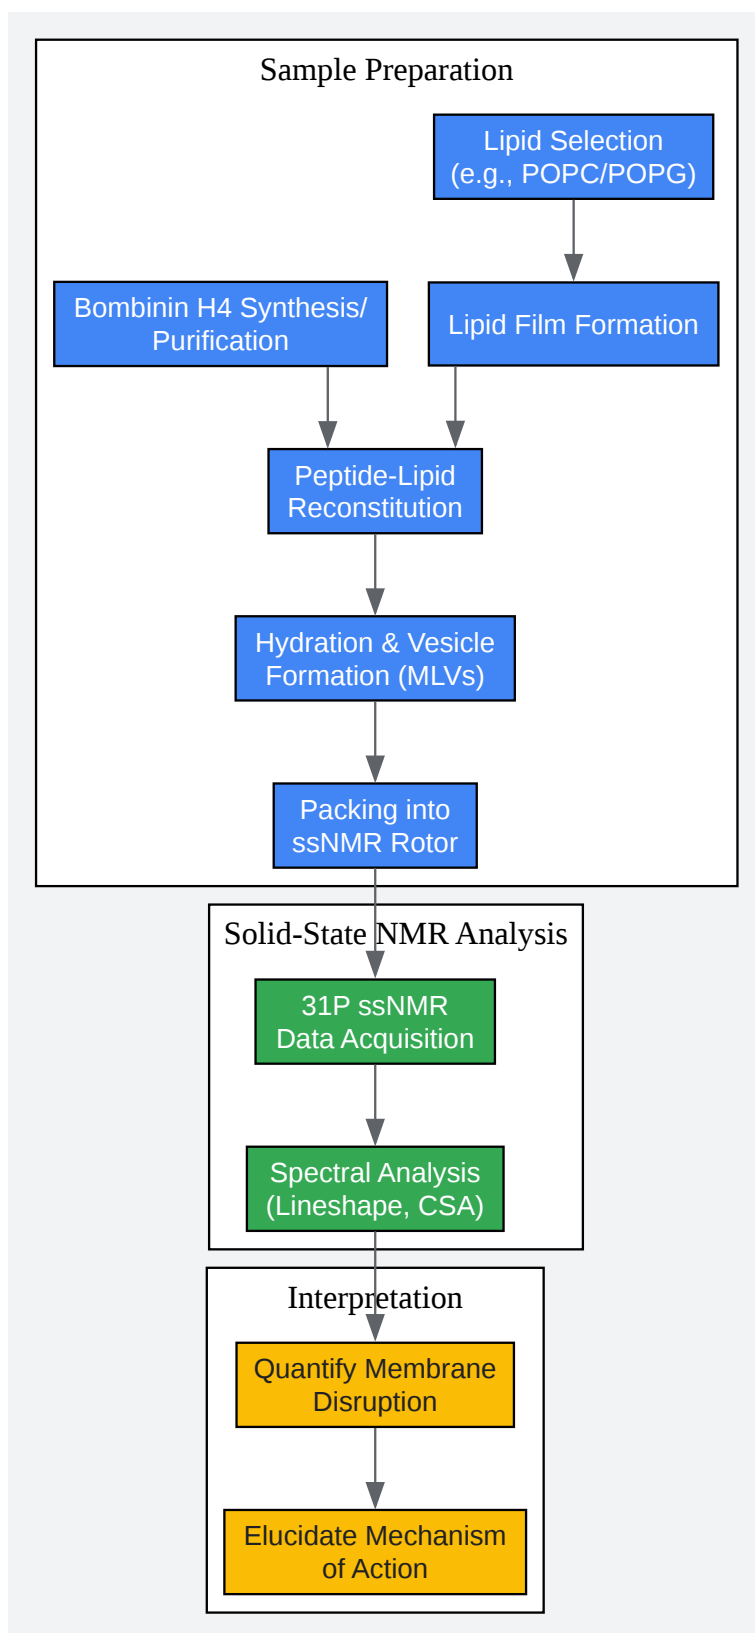 Sample Preparation
Lipid Selection
(e.g., POPC/POPG)
Bombinin H4 Synthesis/
Purification
Lipid Film Formation
Peptide-Lipid
Reconstitution
Hydration & Vesicle
Formation (MLVs)
Packing into
ssNMR Rotor
Solid-State NMR Analysis
31P ssNMR
Data Acquisition
Spectral Analysis
(Lineshape, CSA)
Interpretation
Quantify Membrane
Disruption
Elucidate Mechanism
of Action